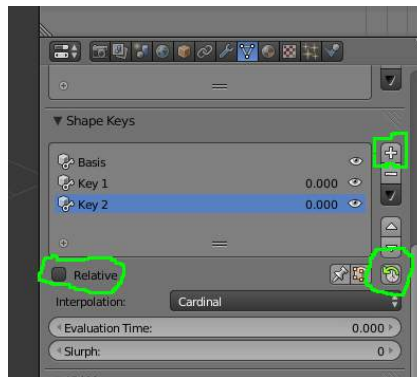 Shape Keys
Basis
Key 1 0.000
Key 2 0.000
Relative
Interpolation: Cardinal
Evaluation Time: 0.000
Slurph: 0